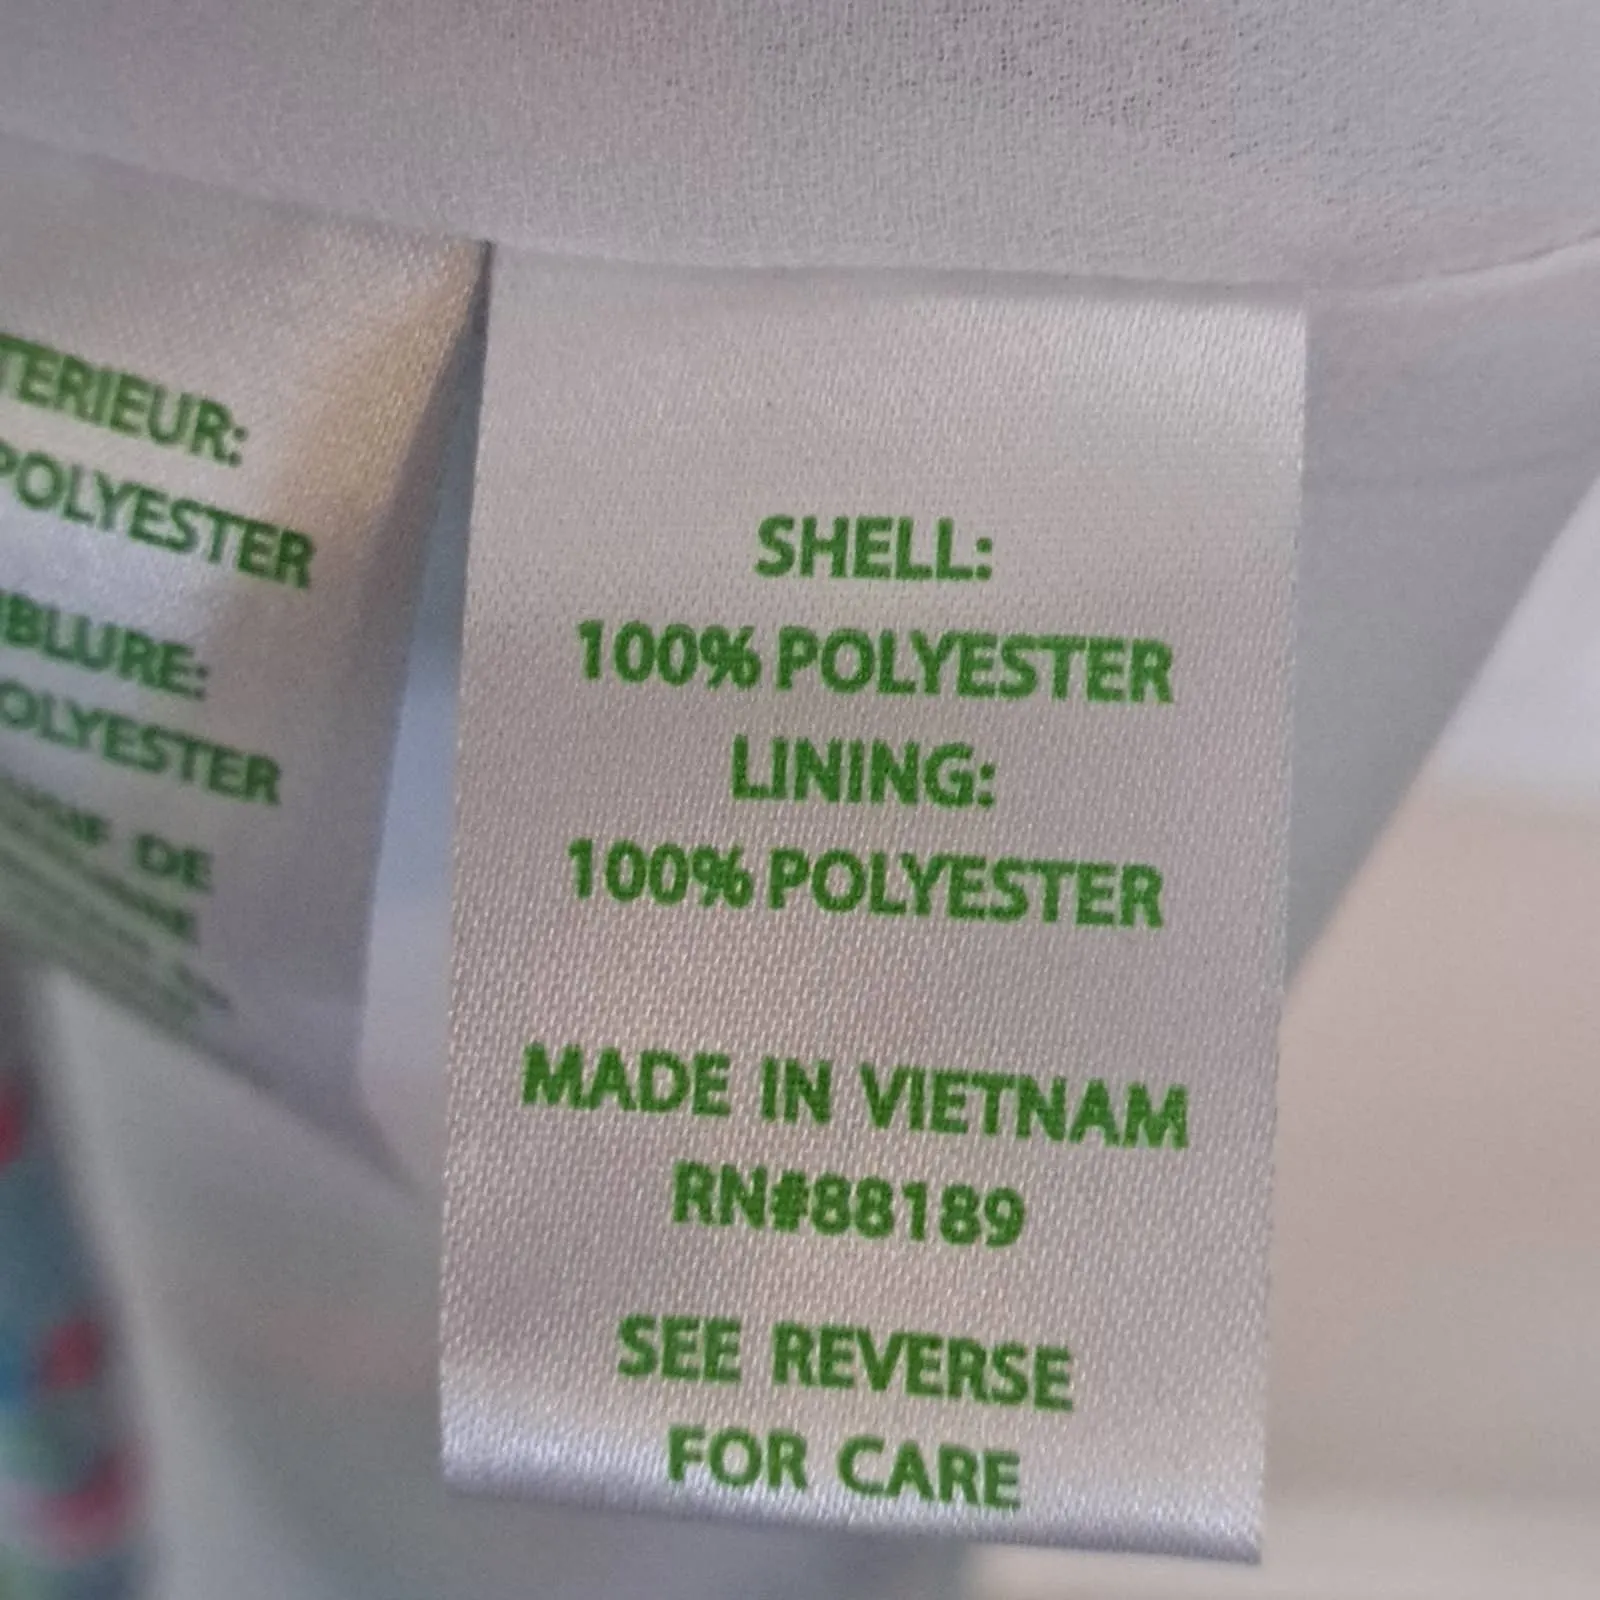 TERIEUR:
POLYESTER
BLURE:
OLYESTER
DE
SHELL:
100% POLYESTER
LINING:
100% POLYESTER
MADE IN VIETNAM
RN#88189
SEE REVERSE
FOR CARE